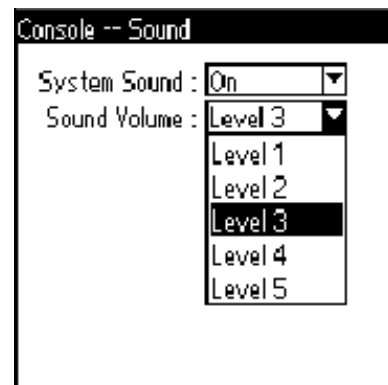 Console -- Sound
System Sound : On
Sound Volume : Level 3
Level 1
Level 2
Level 3
Level 4
Level 5